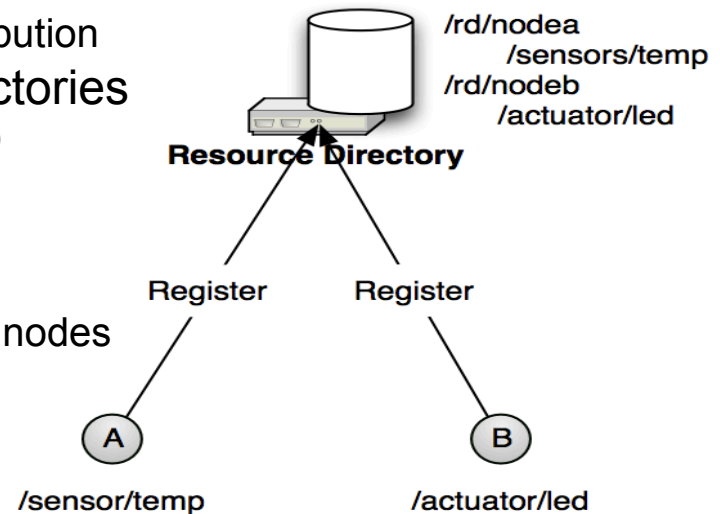 bution
ctories
nodes
/rd/nodea
/sensors/temp
/rd/nodeb
/actuator/led
Resource Directory
Register Register
A B
/sensor/temp /actuator/led